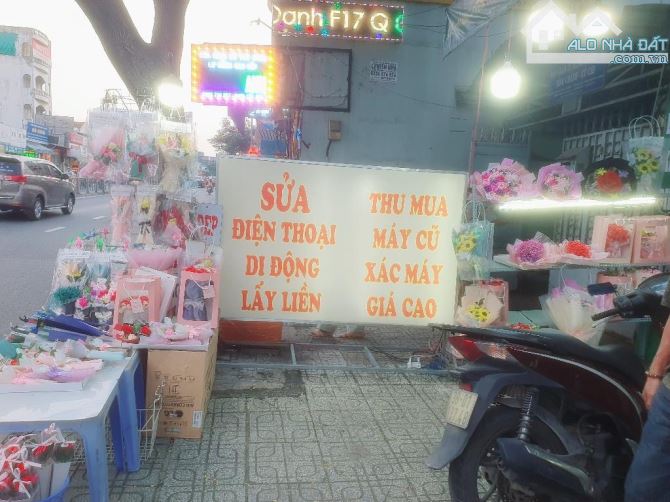 Danh F17 Q
ALO NHÀ ĐẤT
.com.vn
SỬA
ĐIỆN THOẠI
DI ĐỘNG
LẤY LIỀN
THU MUA
MÁY CŨ
XÁC MÁY
GIÁ CAO